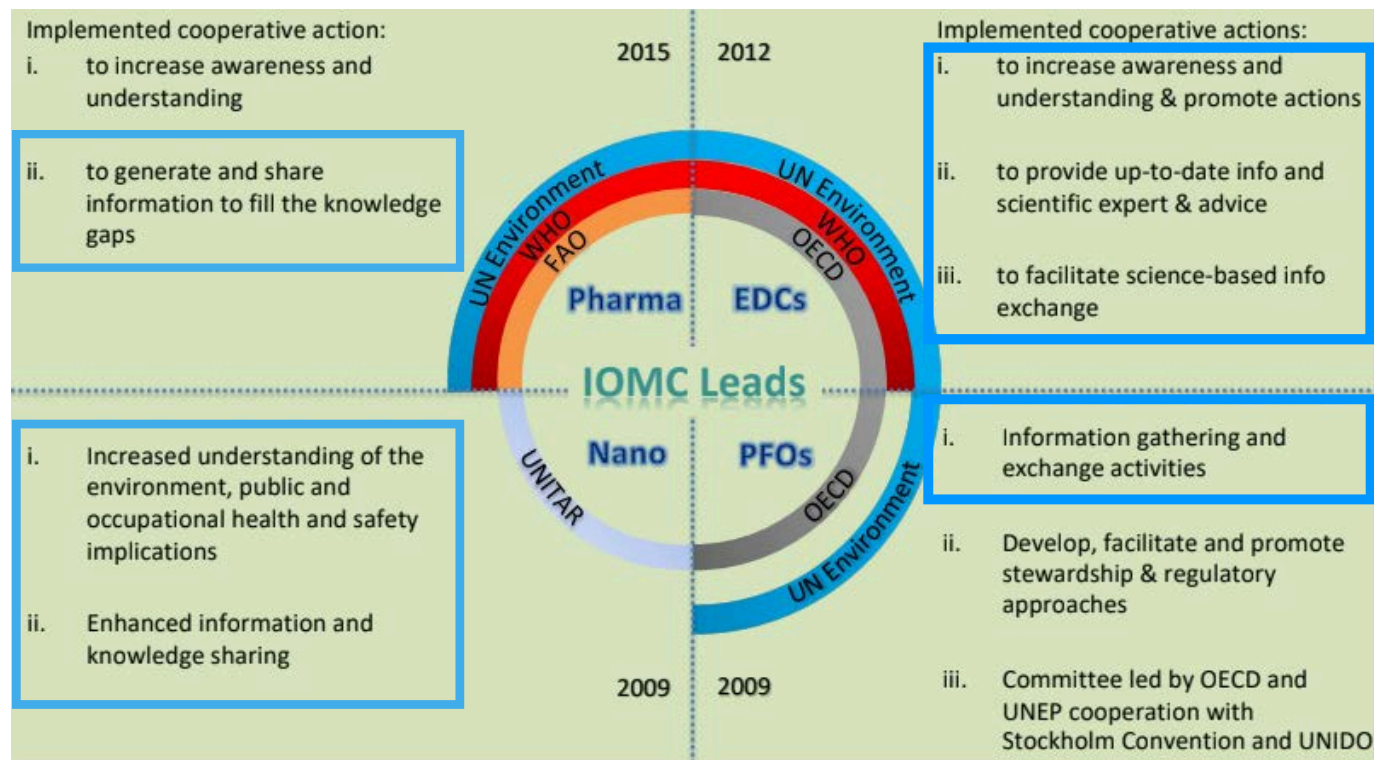 Implemented cooperative action:
i. to increase awareness and
understanding
ii. to generate and share
information to fill the knowledge
gaps
2015
2012
Implemented cooperative actions:
i. to increase awareness and
understanding & promote actions
ii. to provide up-to-date info and
scientific expert & advice
iii. to facilitate science-based info
exchange
UN Environment
WHO
FAO
UN Environment
WHO
OECD
Pharma
EDCs
IOMC Leads
Nano
PFOs
UNITAR
OECD
UN Environment
i. Increased understanding of the
environment, public and
occupational health and safety
implications
ii. Enhanced information and
knowledge sharing
2009
2009
i. Information gathering and
exchange activities
ii. Develop, facilitate and promote
stewardship & regulatory
approaches
iii. Committee led by OECD and
UNEP cooperation with
Stockholm Convention and UNIDO